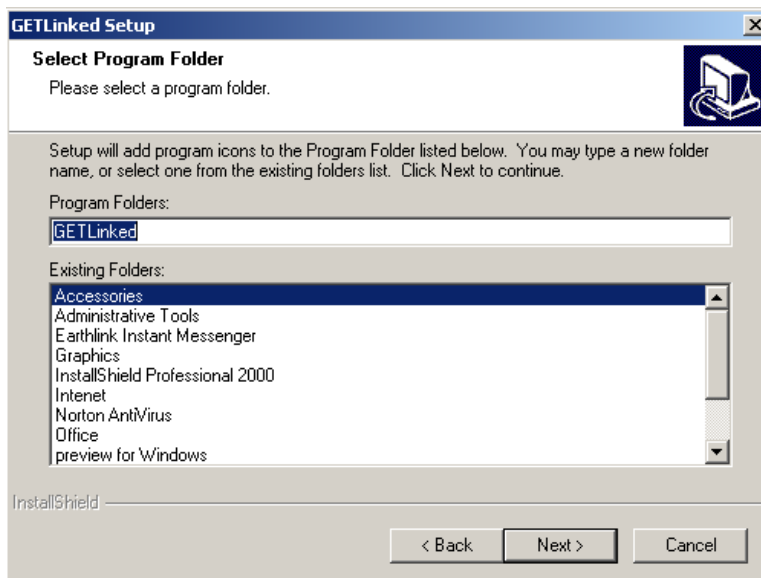 GETLinked Setup
Select Program Folder
Please select a program folder.
Setup will add program icons to the Program Folder listed below.  You may type a new folder
name, or select one from the existing folders list.  Click Next to continue.
Program Folders:
GETLinked
Existing Folders:
Accessories
Administrative Tools
Earthlink Instant Messenger
Graphics
InstallShield Professional 2000
Intenet
Norton AntiVirus
Office
preview for Windows
InstallShield
< Back
Next >
Cancel